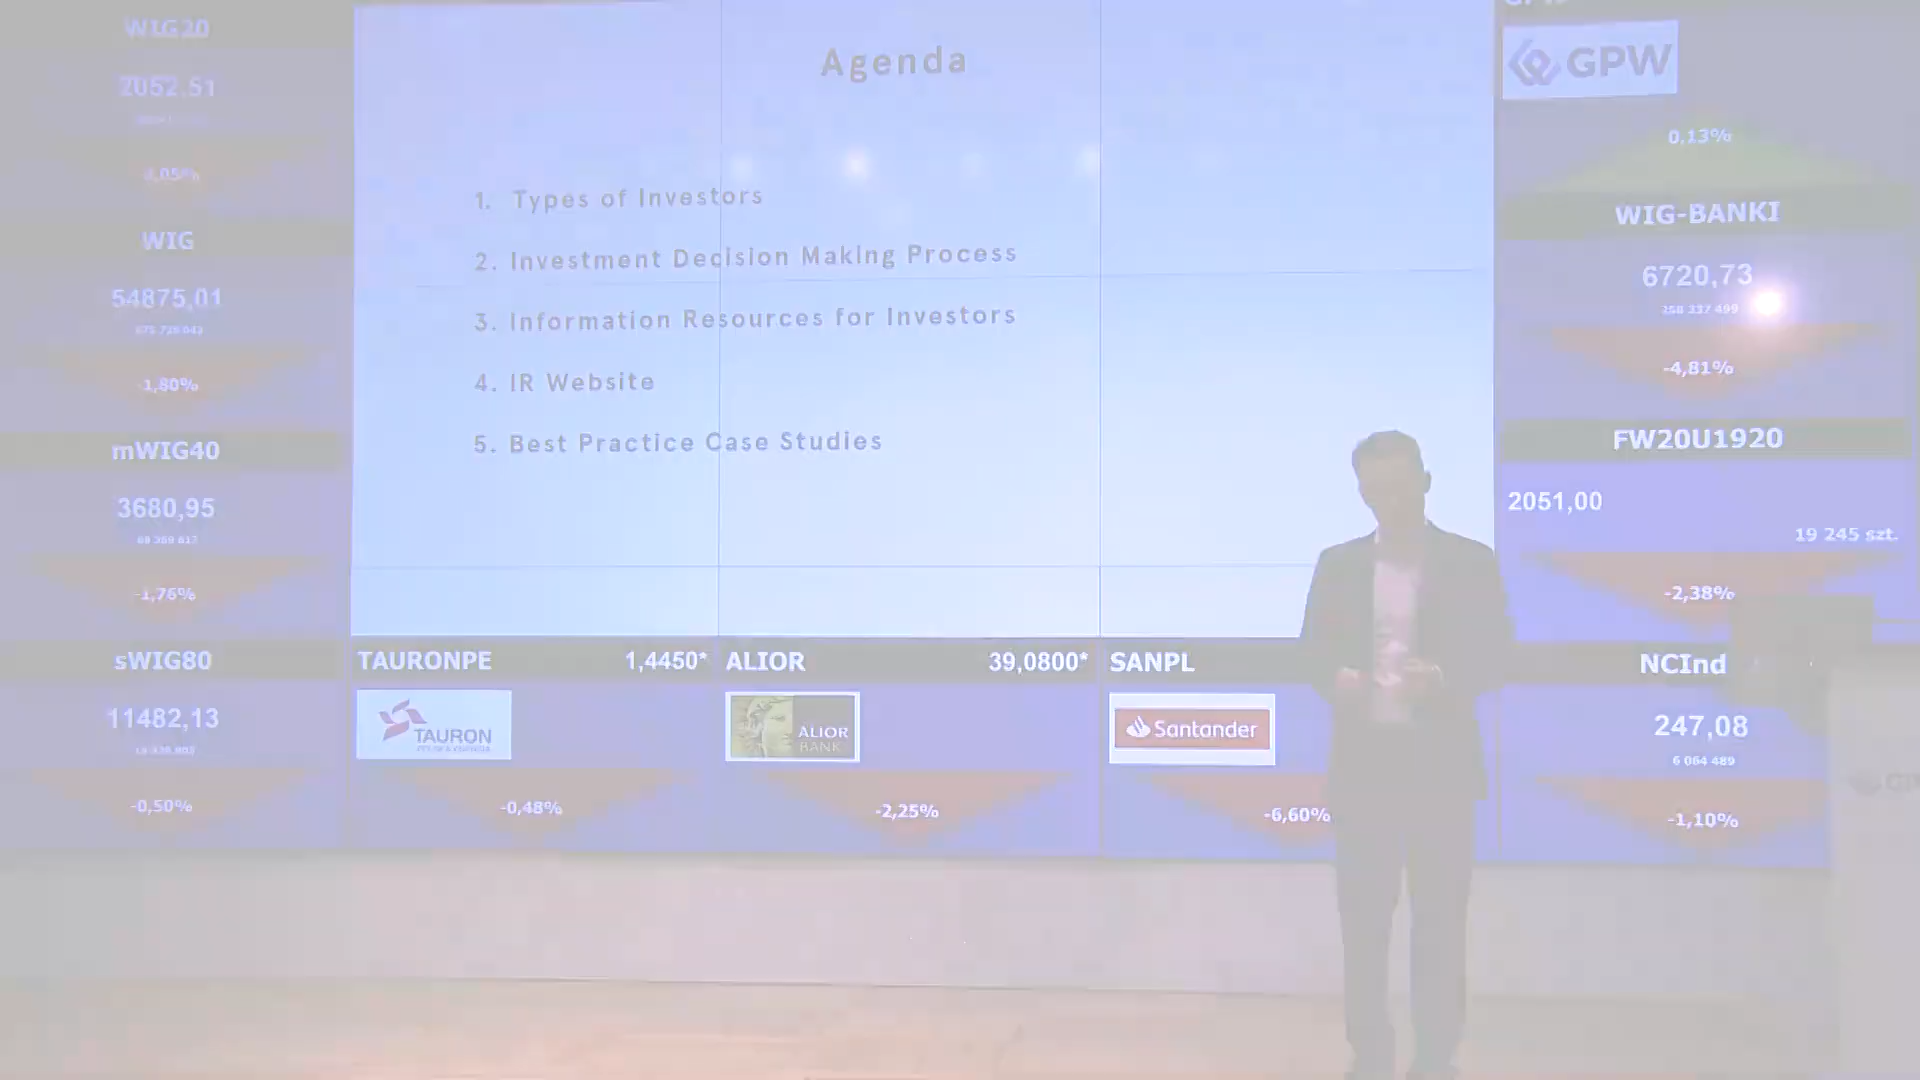 WIG20
2052.51
WIG
54875,01
-1,80%
mWIG40
3680,95
-1,76%
sWIG80
11482,13
-0,50%
Agenda
1. Types of Investors
2. Investment Decision Making Process
3. Information Resources for Investors
4. IR Website
5. Best Practice Case Studies
TAURONPE 1,4450*
TAURON
-0,48%
ALIOR 39,0800*
ALIOR
BANK
-2,25%
SANPL
Santander
-6,60%
GPW
0,13%
WIG-BANKI
6720,73
258 337 499
-4,81%
FW20U1920
2051,00
19 245 szt.
-2,38%
NCInd
247,08
6 064 489
-1,10%